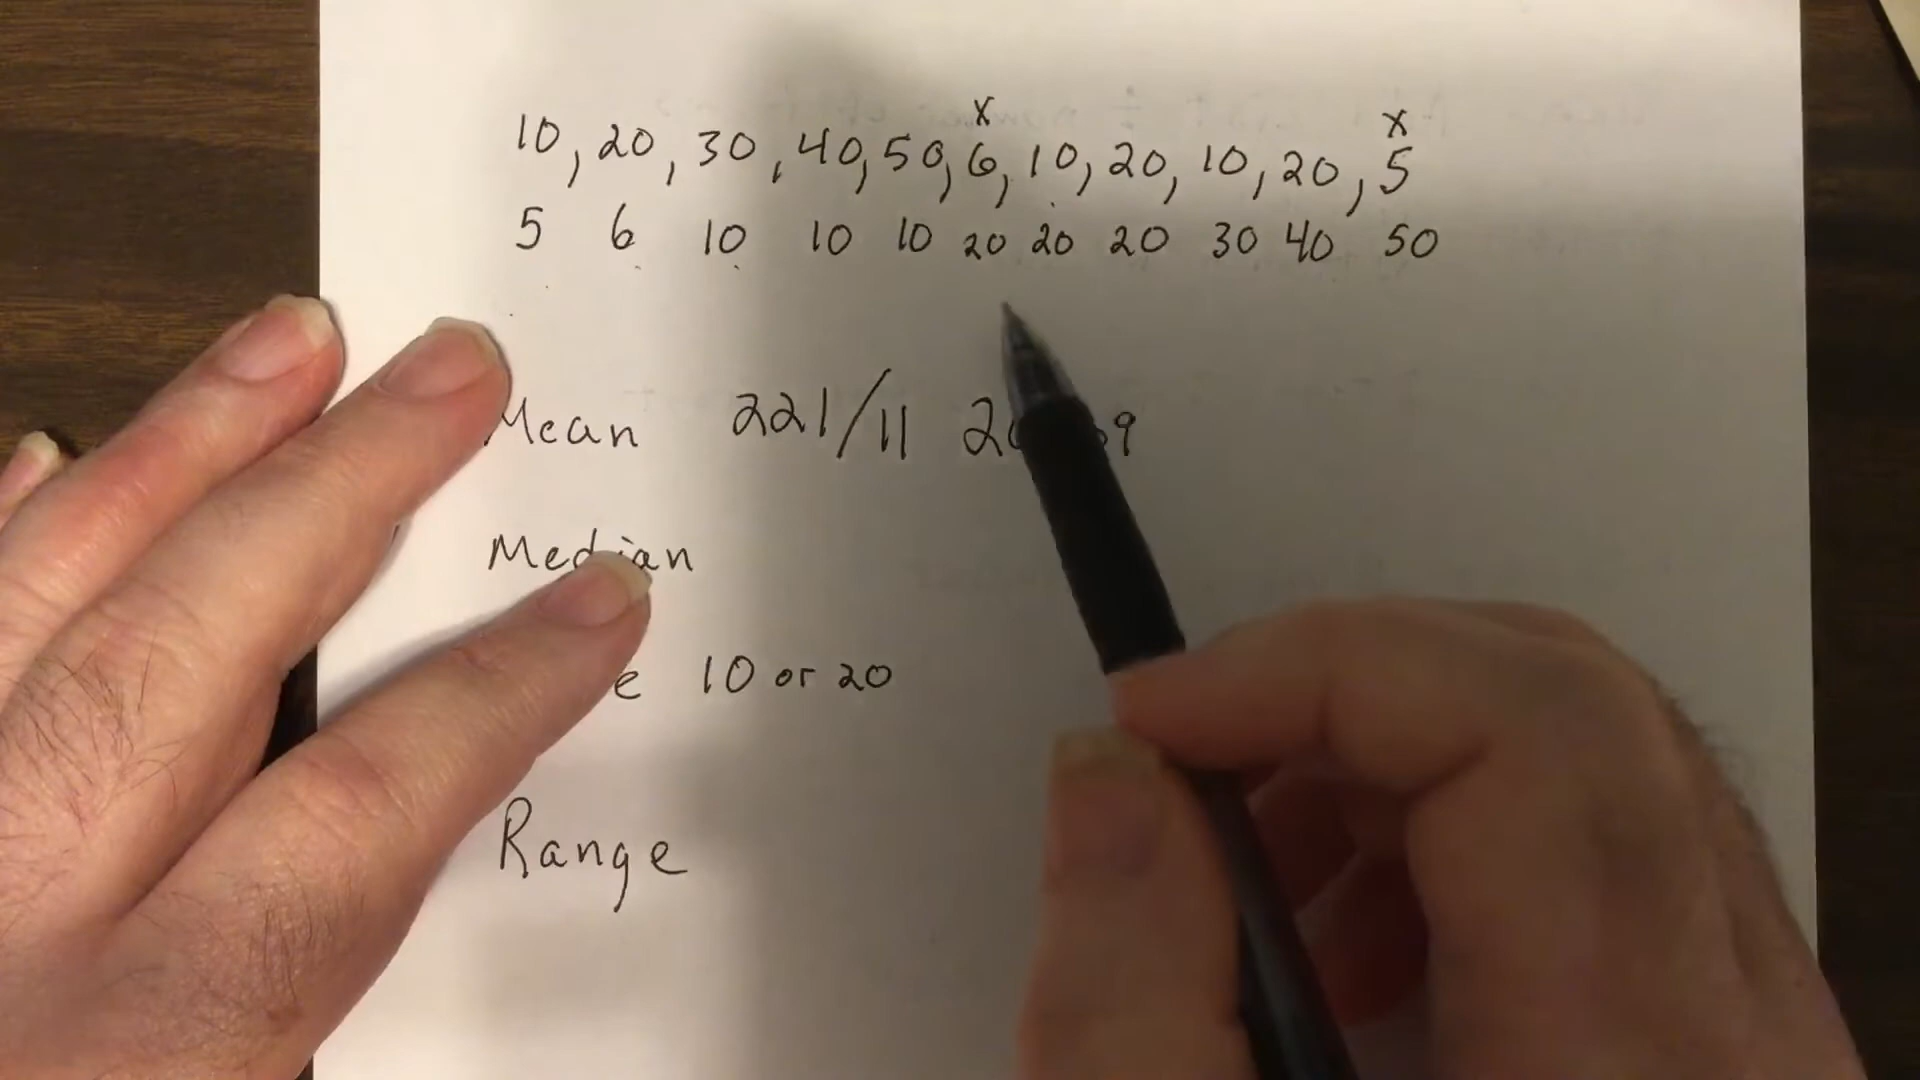 x x
10, 20, 30, 40, 50, 6, 10, 20, 10, 20, 5
5 6 10 10 10 20 20 20 30 40 50
Mean 221/11
Median
10 or 20
Range